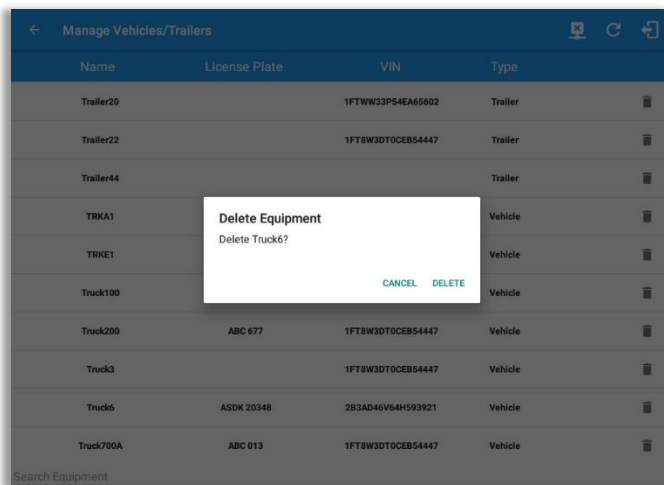 Manage Vehicles/Trailers
Name License Plate VIN Type
Trailer20 1FTWW33P54EA65602 Trailer
Trailer22 1FT8W3DT0CEB54447 Trailer
Trailer44 Trailer
TRKA1 Vehicle
TRKE1 Vehicle
Truck100 Vehicle
Delete Equipment
Delete Truck6?
CANCEL DELETE
Truck200 ABC 677 1FT8W3DT0CEB54447 Vehicle
Truck3 1FT8W3DT0CEB54447 Vehicle
Truck6 ASDK 20348 2B3AD46V64H593921 Vehicle
Truck700A ABC 013 1FT8W3DT0CEB54447 Vehicle
Search Equipment